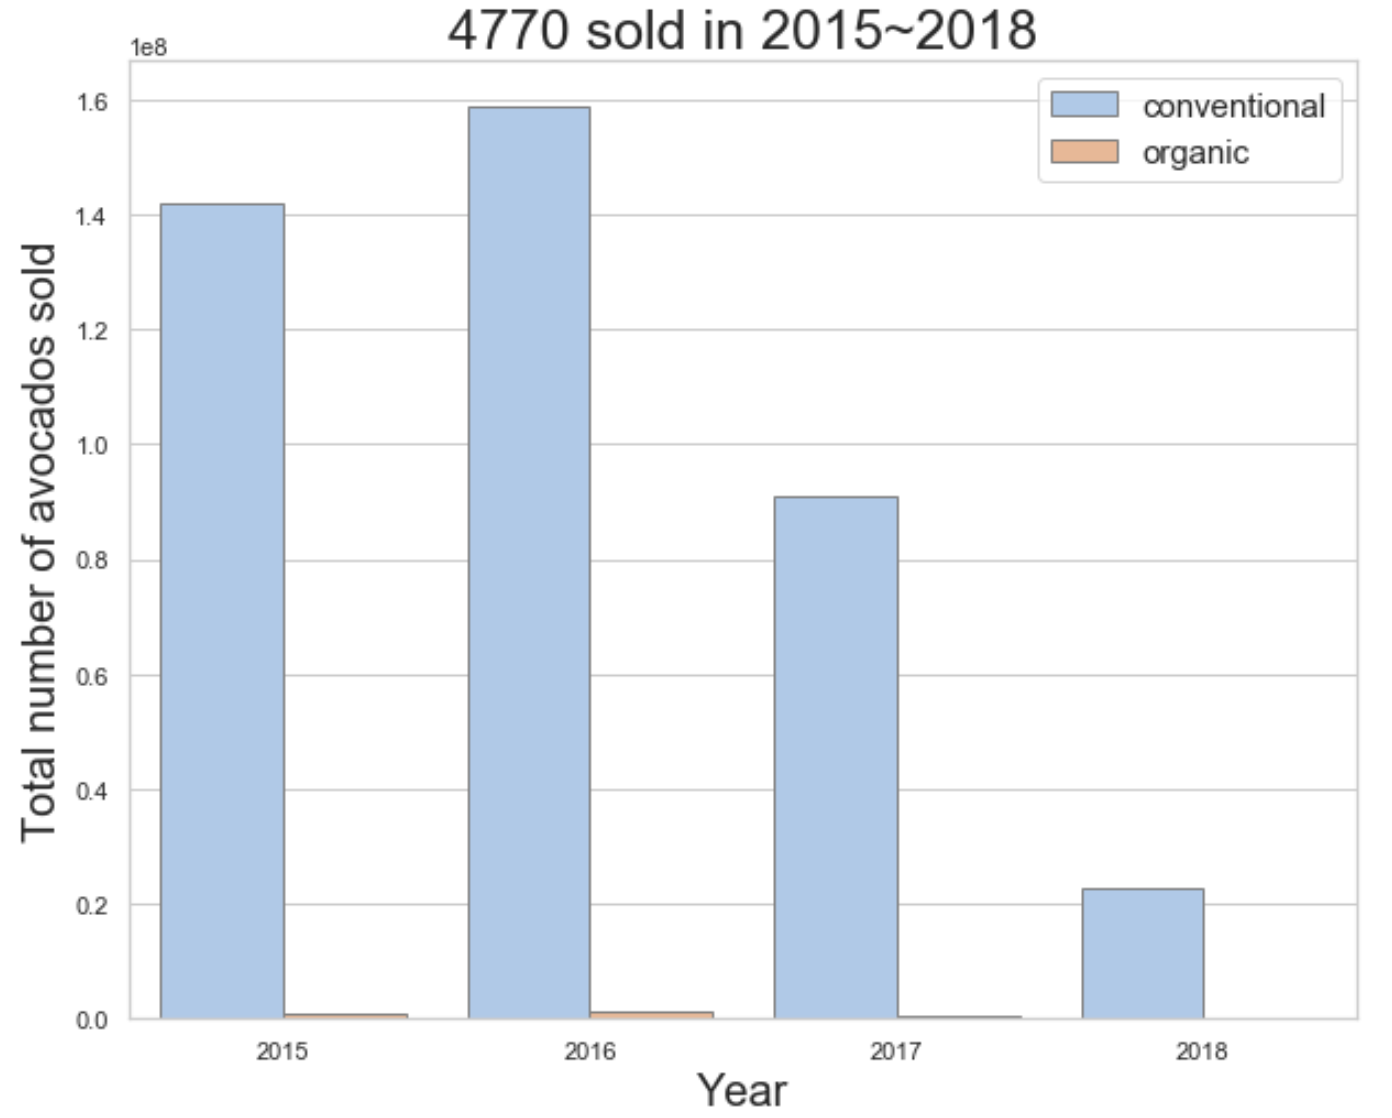 4770 sold in 2015~2018
1e8
conventional
organic
1.6
1.4
1.2
1.0
0.8
0.6
0.4
0.2
0.0
Total number of avocados sold
2015 2016 2017 2018
Year